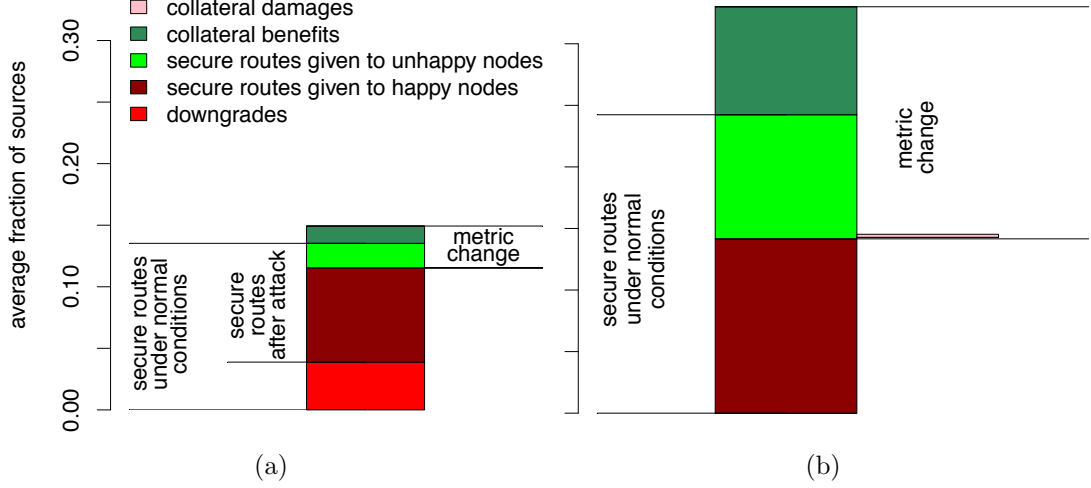 collateral damages
collateral benefits
secure routes given to unhappy nodes
secure routes given to happy nodes
downgrades
average fraction of sources
0.00
0.10
0.20
0.30
secure routes
under normal
conditions
secure
routes
after attack
metric
change
(a)
secure routes
under normal
conditions
metric
change
(b)